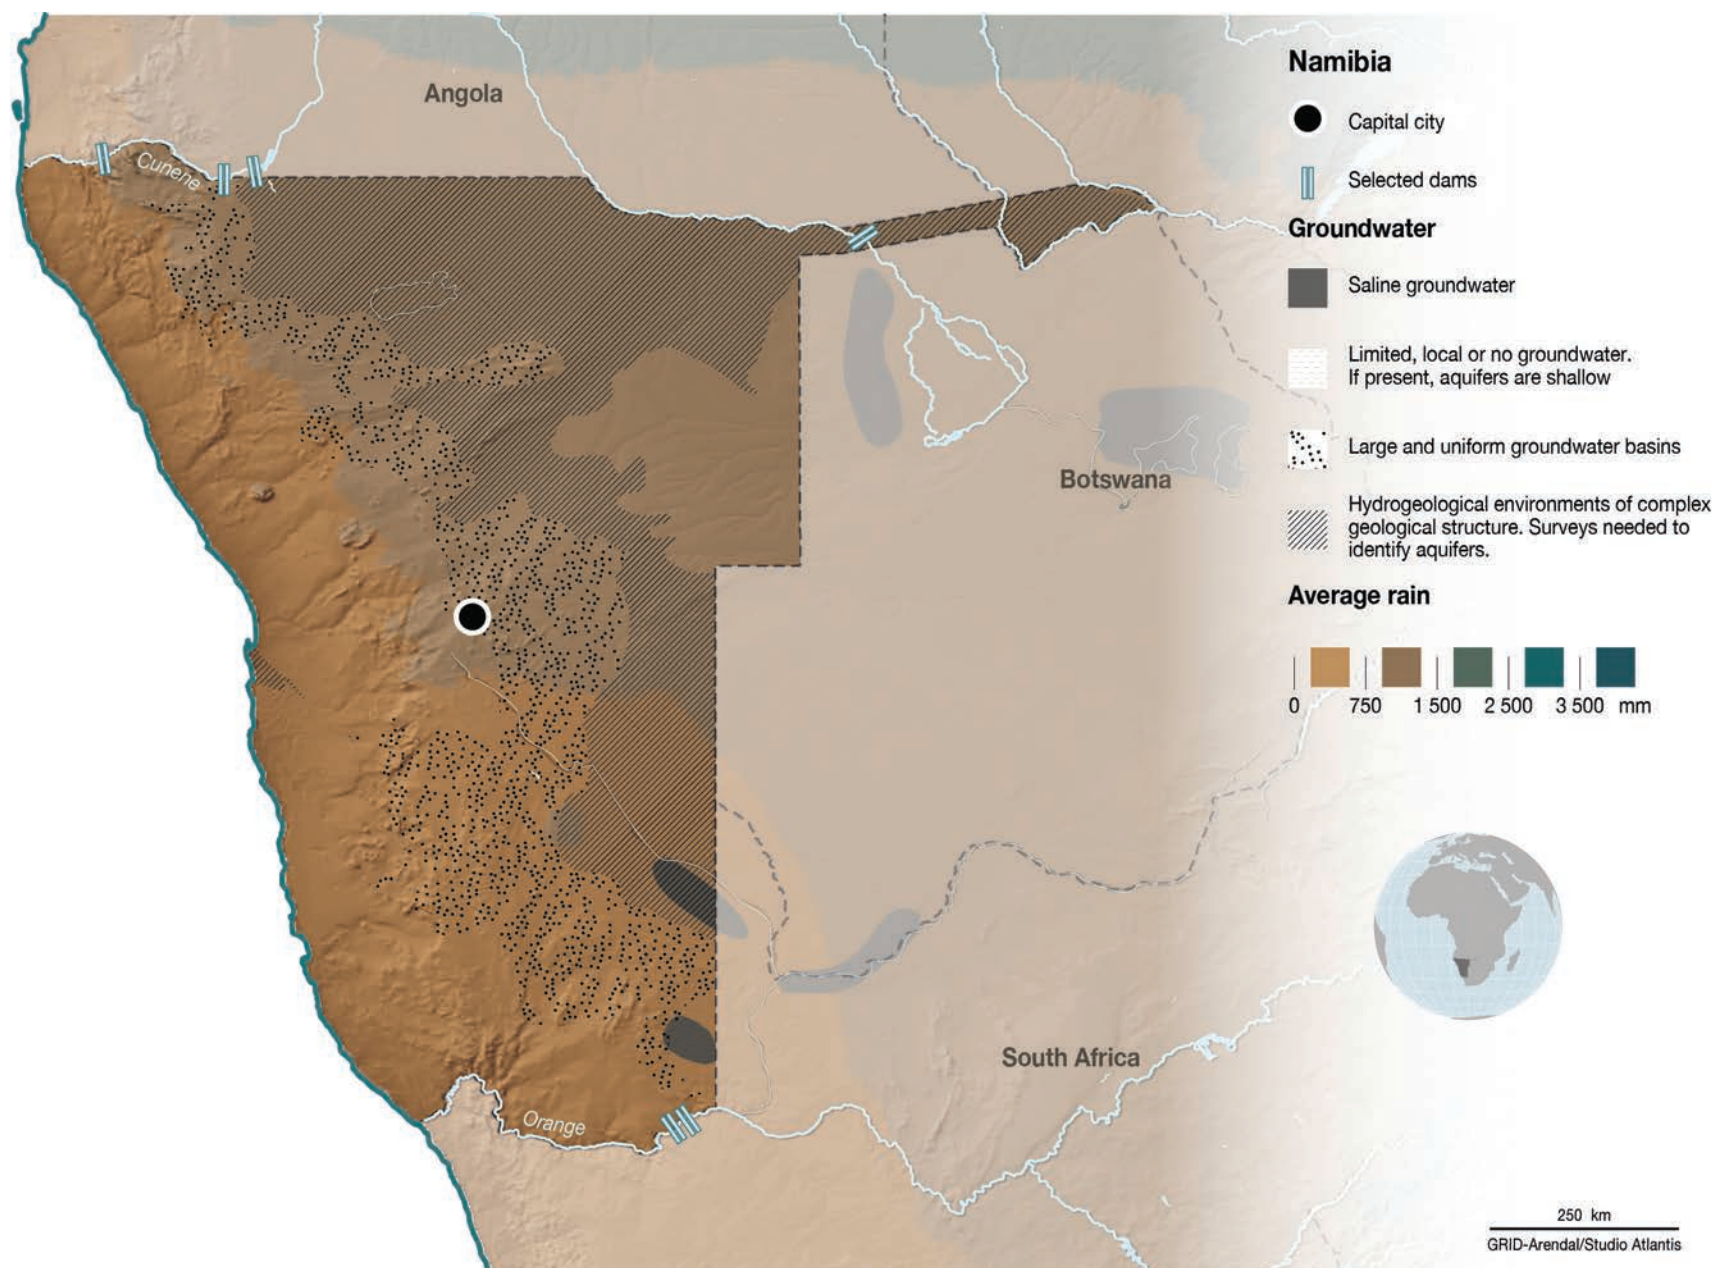 Angola
Cunene
Botswana
South Africa
Orange
Namibia
Capital city
Selected dams
Groundwater
Saline groundwater
Limited, local or no groundwater.
If present, aquifers are shallow
Large and uniform groundwater basins
Hydrogeological environments of complex
geological structure. Surveys needed to
identify aquifers.
Average rain
0 750 1 500 2 500 3 500 mm
250 km
GRID-Arendal/Studio Atlantis